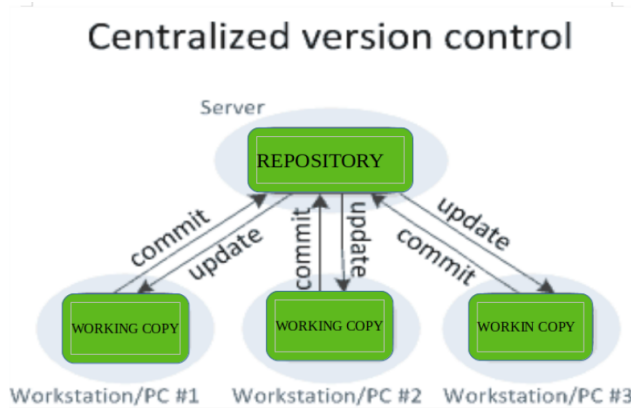 Centralized version control
Server
REPOSITORY
commit
update
commit
update
commit
update
WORKING COPY
WORKING COPY
WORKIN COPY
Workstation/PC #1
Workstation/PC #2
Workstation/PC #3